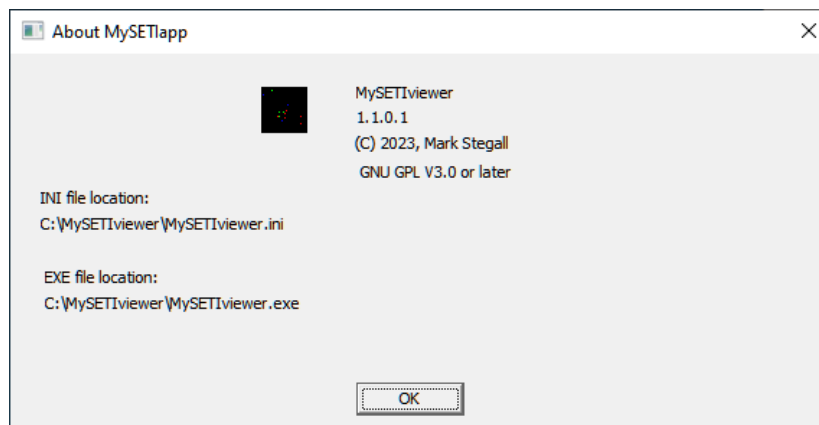 About MySETIapp
MySETIviewer
1.1.0.1
(C) 2023, Mark Stegall
GNU GPL V3.0 or later
INI file location:
C:\MySETIviewer\MySETIviewer.ini
EXE file location:
C:\MySETIviewer\MySETIviewer.exe
OK